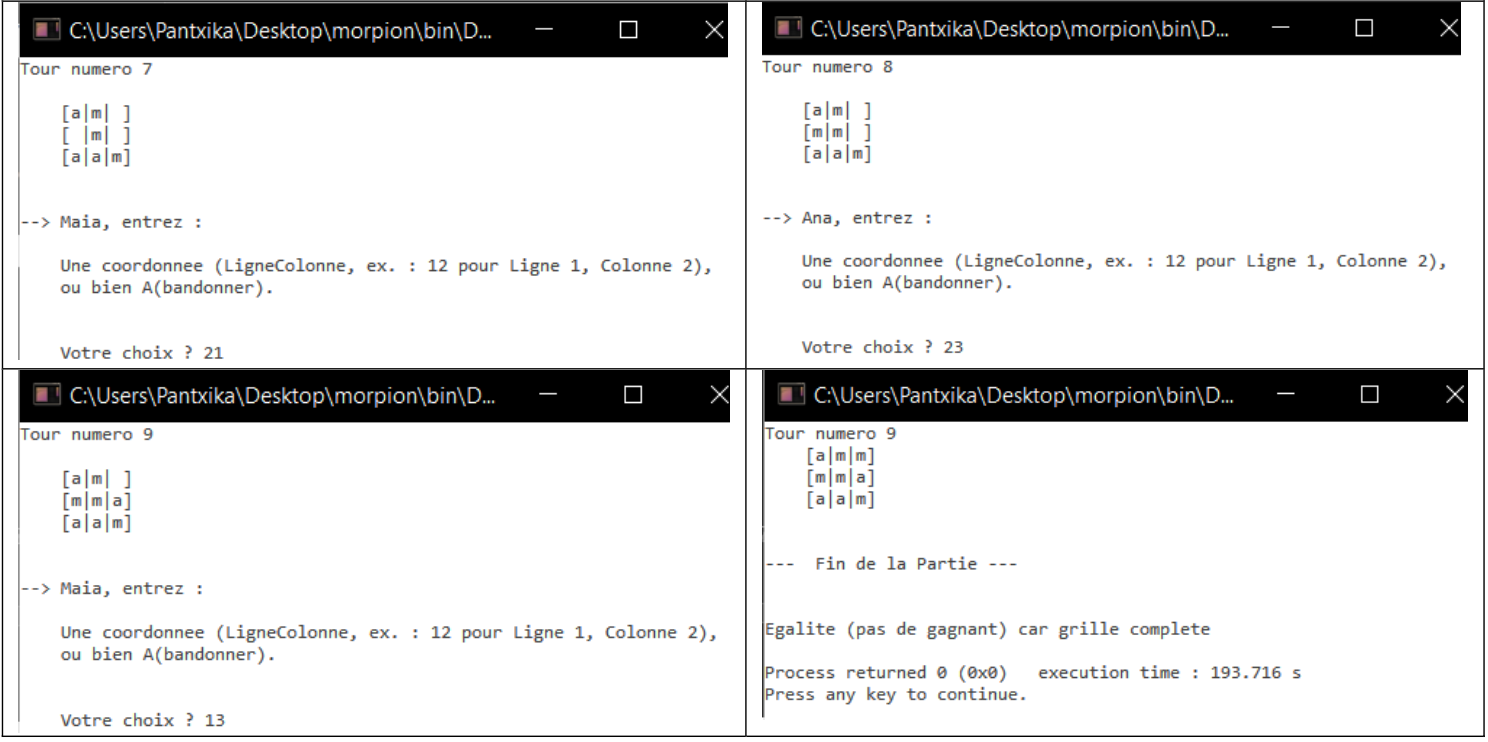 C:\Users\Pantxika\Desktop\morpion\bin\D...
Tour numero 7
[a|m| ]
[ |m| ]
[a|a|m]
--> Maia, entrez :
Une coordonnee (LigneColonne, ex. : 12 pour Ligne 1, Colonne 2),
ou bien A(bandonner).
Votre choix ? 21
C:\Users\Pantxika\Desktop\morpion\bin\D...
Tour numero 8
[a|m| ]
[m|m| ]
[a|a|m]
--> Ana, entrez :
Une coordonnee (LigneColonne, ex. : 12 pour Ligne 1, Colonne 2),
ou bien A(bandonner).
Votre choix ? 23
C:\Users\Pantxika\Desktop\morpion\bin\D...
Tour numero 9
[a|m| ]
[m|m|a]
[a|a|m]
--> Maia, entrez :
Une coordonnee (LigneColonne, ex. : 12 pour Ligne 1, Colonne 2),
ou bien A(bandonner).
Votre choix ? 13
C:\Users\Pantxika\Desktop\morpion\bin\D...
Tour numero 9
[a|m|m]
[m|m|a]
[a|a|m]
--- Fin de la Partie ---
Egalite (pas de gagnant) car grille complete
Process returned 0 (0x0) execution time : 193.716 s
Press any key to continue.